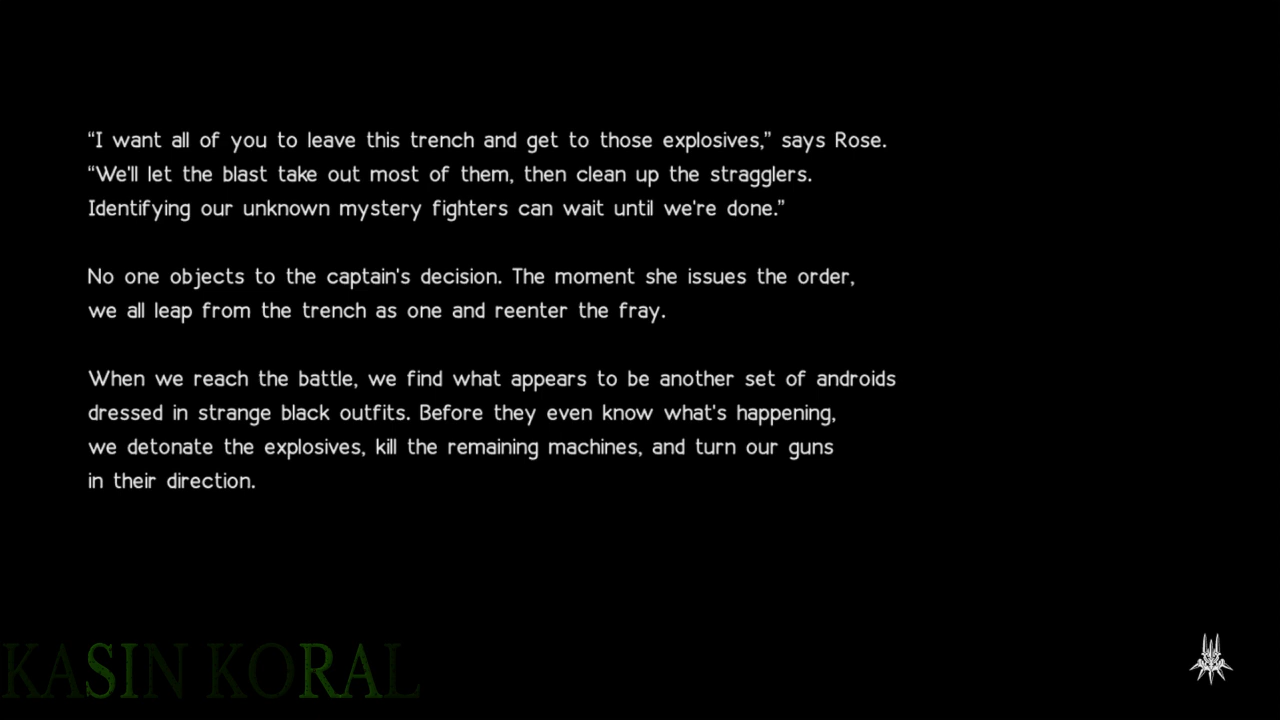 “I want all of you to leave this trench and get to those explosives,” says Rose.
“We'll let the blast take out most of them, then clean up the stragglers.
Identifying our unknown mystery fighters can wait until we're done.”
No one objects to the captain's decision. The moment she issues the order,
we all leap from the trench as one and reenter the fray.
When we reach the battle, we find what appears to be another set of androids
dressed in strange black outfits. Before they even know what's happening,
we detonate the explosives, kill the remaining machines, and turn our guns
in their direction.
KASIN KORAL